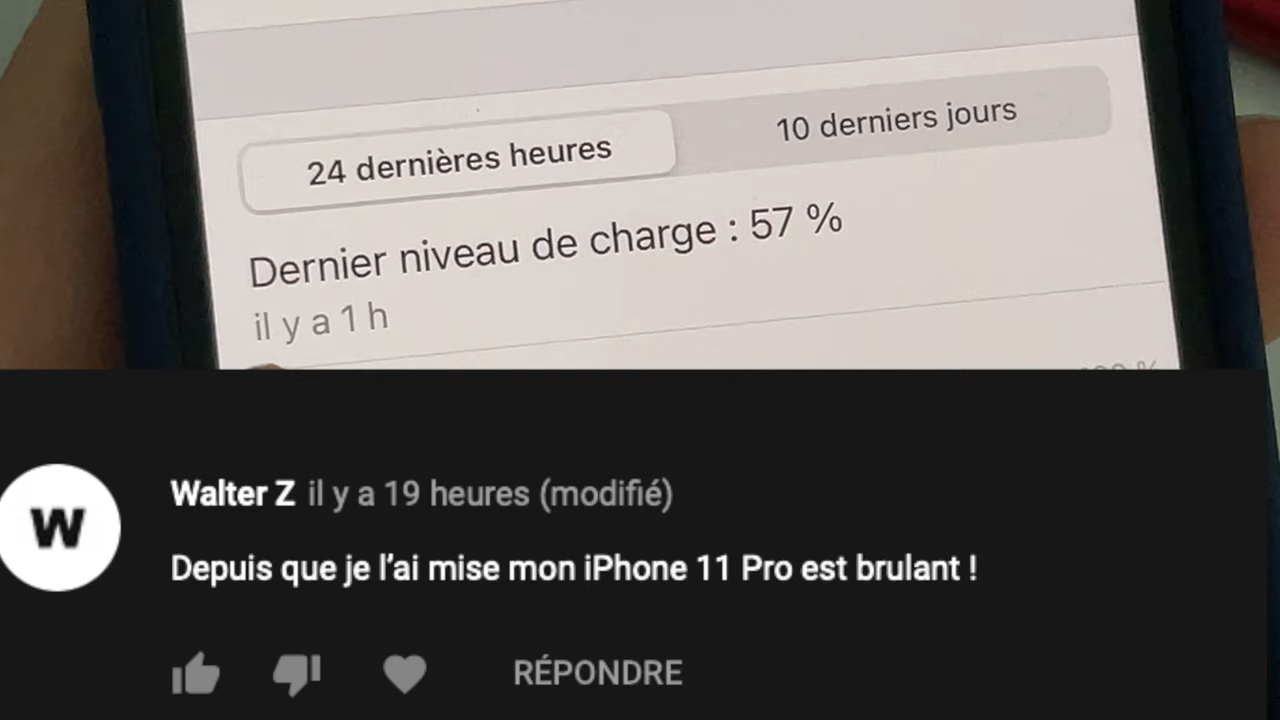 24 dernières heures
10 derniers jours
Dernier niveau de charge : 57 %
il y a 1 h
W
Walter Z il y a 19 heures (modifié)
Depuis que je l’ai mise mon iPhone 11 Pro est brulant !
RÉPONDRE